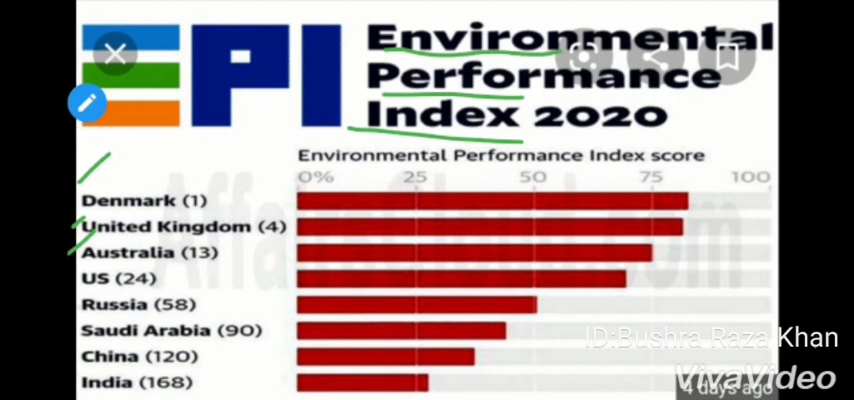 EPI
Environmental
Performance
Index 2020
Environmental Performance Index score
0% 25 50 75 100
Denmark (1)
United Kingdom (4)
Australia (13)
US (24)
Russia (58)
Saudi Arabia (90)
China (120)
India (168)
ID:Bushra Raza Khan
VivaVideo
4 days ago